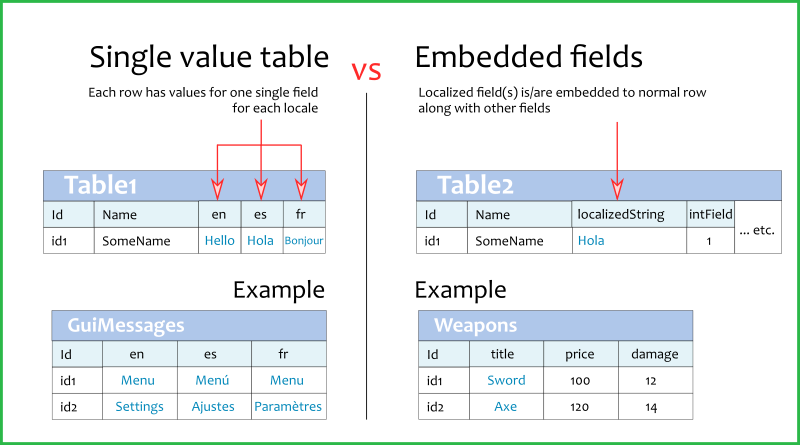 Single value table
vs
Embedded fields
Each row has values for one single field
for each locale
Localized field(s) is/are embedded to normal row
along with other fields
Table1
Id Name en es fr
id1 SomeName Hello Hola Bonjour
Table2
Id Name localizedString intField
... etc.
id1 SomeName Hola 1
Example
GuiMessages
Id en es fr
id1 Menu Menú Menu
id2 Settings Ajustes Paramètres
Example
Weapons
Id title price damage
id1 Sword 100 12
id2 Axe 120 14